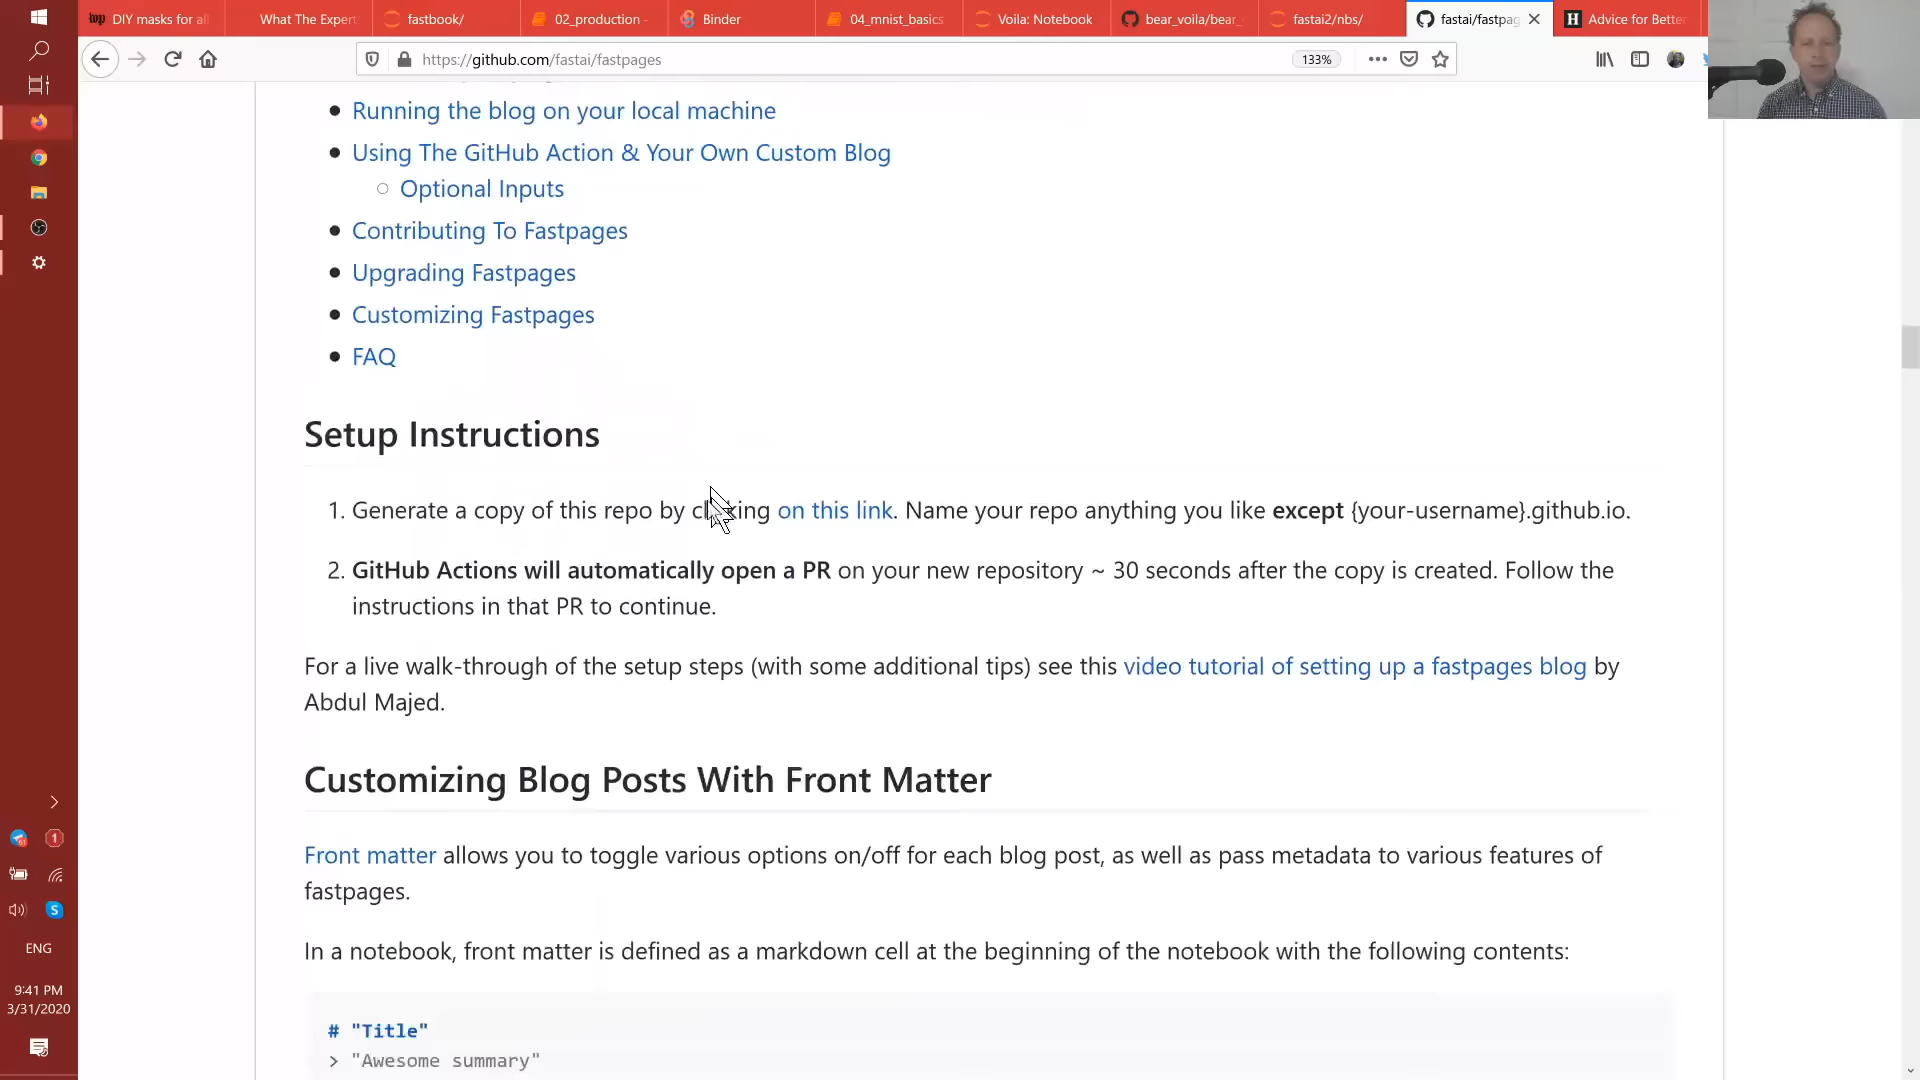 DIY masks for all
What The Expert
fastbook/
02_production -
Binder
04_mnist_basics
Voila: Notebook
bear_voila/bear_
fastai2/nbs/
fastai/fastpag
Advice for Better
https://github.com/fastai/fastpages
133%
Running the blog on your local machine
Using The GitHub Action & Your Own Custom Blog
Optional Inputs
Contributing To Fastpages
Upgrading Fastpages
Customizing Fastpages
FAQ
Setup Instructions
1. Generate a copy of this repo by clicking on this link. Name your repo anything you like except {your-username}.github.io.
2. GitHub Actions will automatically open a PR on your new repository ~ 30 seconds after the copy is created. Follow the
instructions in that PR to continue.
For a live walk-through of the setup steps (with some additional tips) see this video tutorial of setting up a fastpages blog by
Abdul Majed.
Customizing Blog Posts With Front Matter
Front matter allows you to toggle various options on/off for each blog post, as well as pass metadata to various features of
fastpages.
In a notebook, front matter is defined as a markdown cell at the beginning of the notebook with the following contents:
# "Title"
> "Awesome summary"
ENG
9:41 PM
3/31/2020